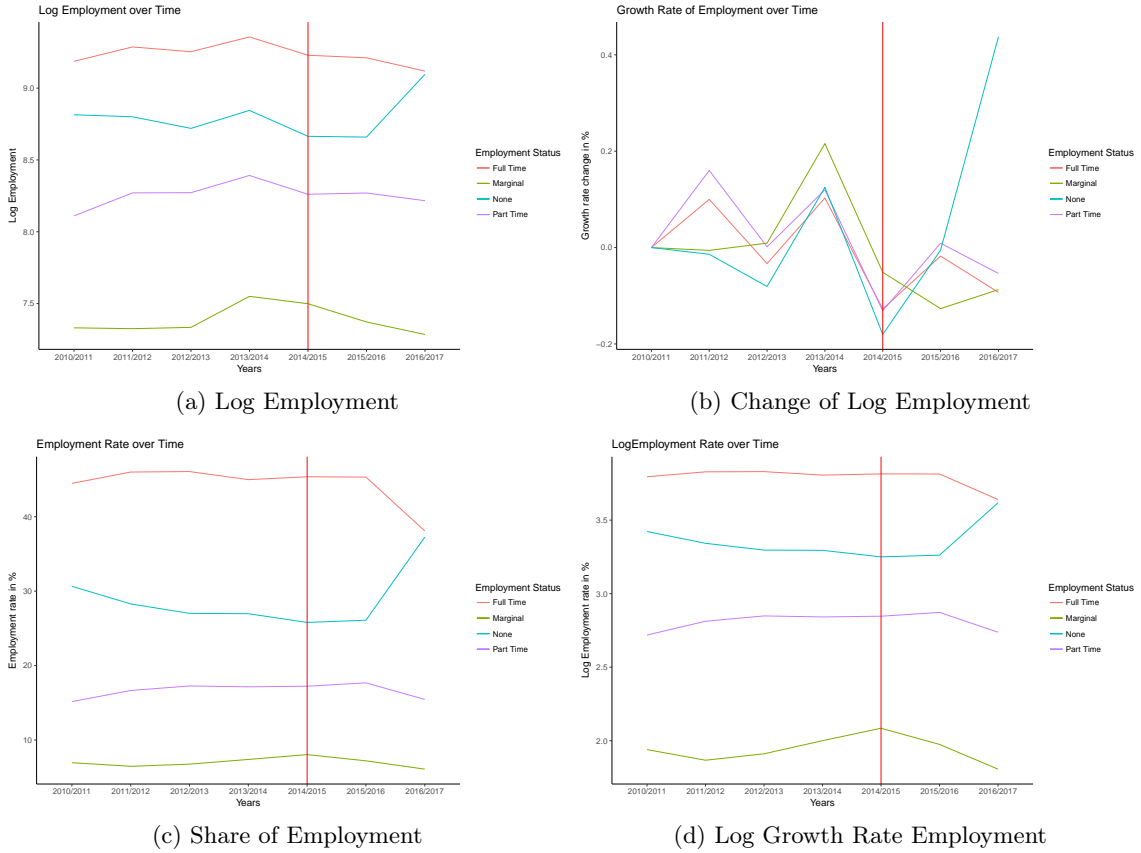 Log Employment over Time
Log Employment
9.0
8.5
8.0
7.5
2010/2011 2011/2012 2012/2013 2013/2014 2014/2015 2015/2016 2016/2017
Years
Employment Status
Full Time
Marginal
None
Part Time
(a) Log Employment
Growth Rate of Employment over Time
Growth rate change in %
0.4
0.2
0.0
−0.2
2010/2011 2011/2012 2012/2013 2013/2014 2014/2015 2015/2016 2016/2017
Years
Employment Status
Full Time
Marginal
None
Part Time
(b) Change of Log Employment
Employment Rate over Time
Employment rate in %
40
30
20
10
2010/2011 2011/2012 2012/2013 2013/2014 2014/2015 2015/2016 2016/2017
Years
Employment Status
Full Time
Marginal
None
Part Time
(c) Share of Employment
LogEmployment Rate over Time
Log Employment rate in %
3.5
3.0
2.5
2.0
2010/2011 2011/2012 2012/2013 2013/2014 2014/2015 2015/2016 2016/2017
Years
Employment Status
Full Time
Marginal
None
Part Time
(d) Log Growth Rate Employment